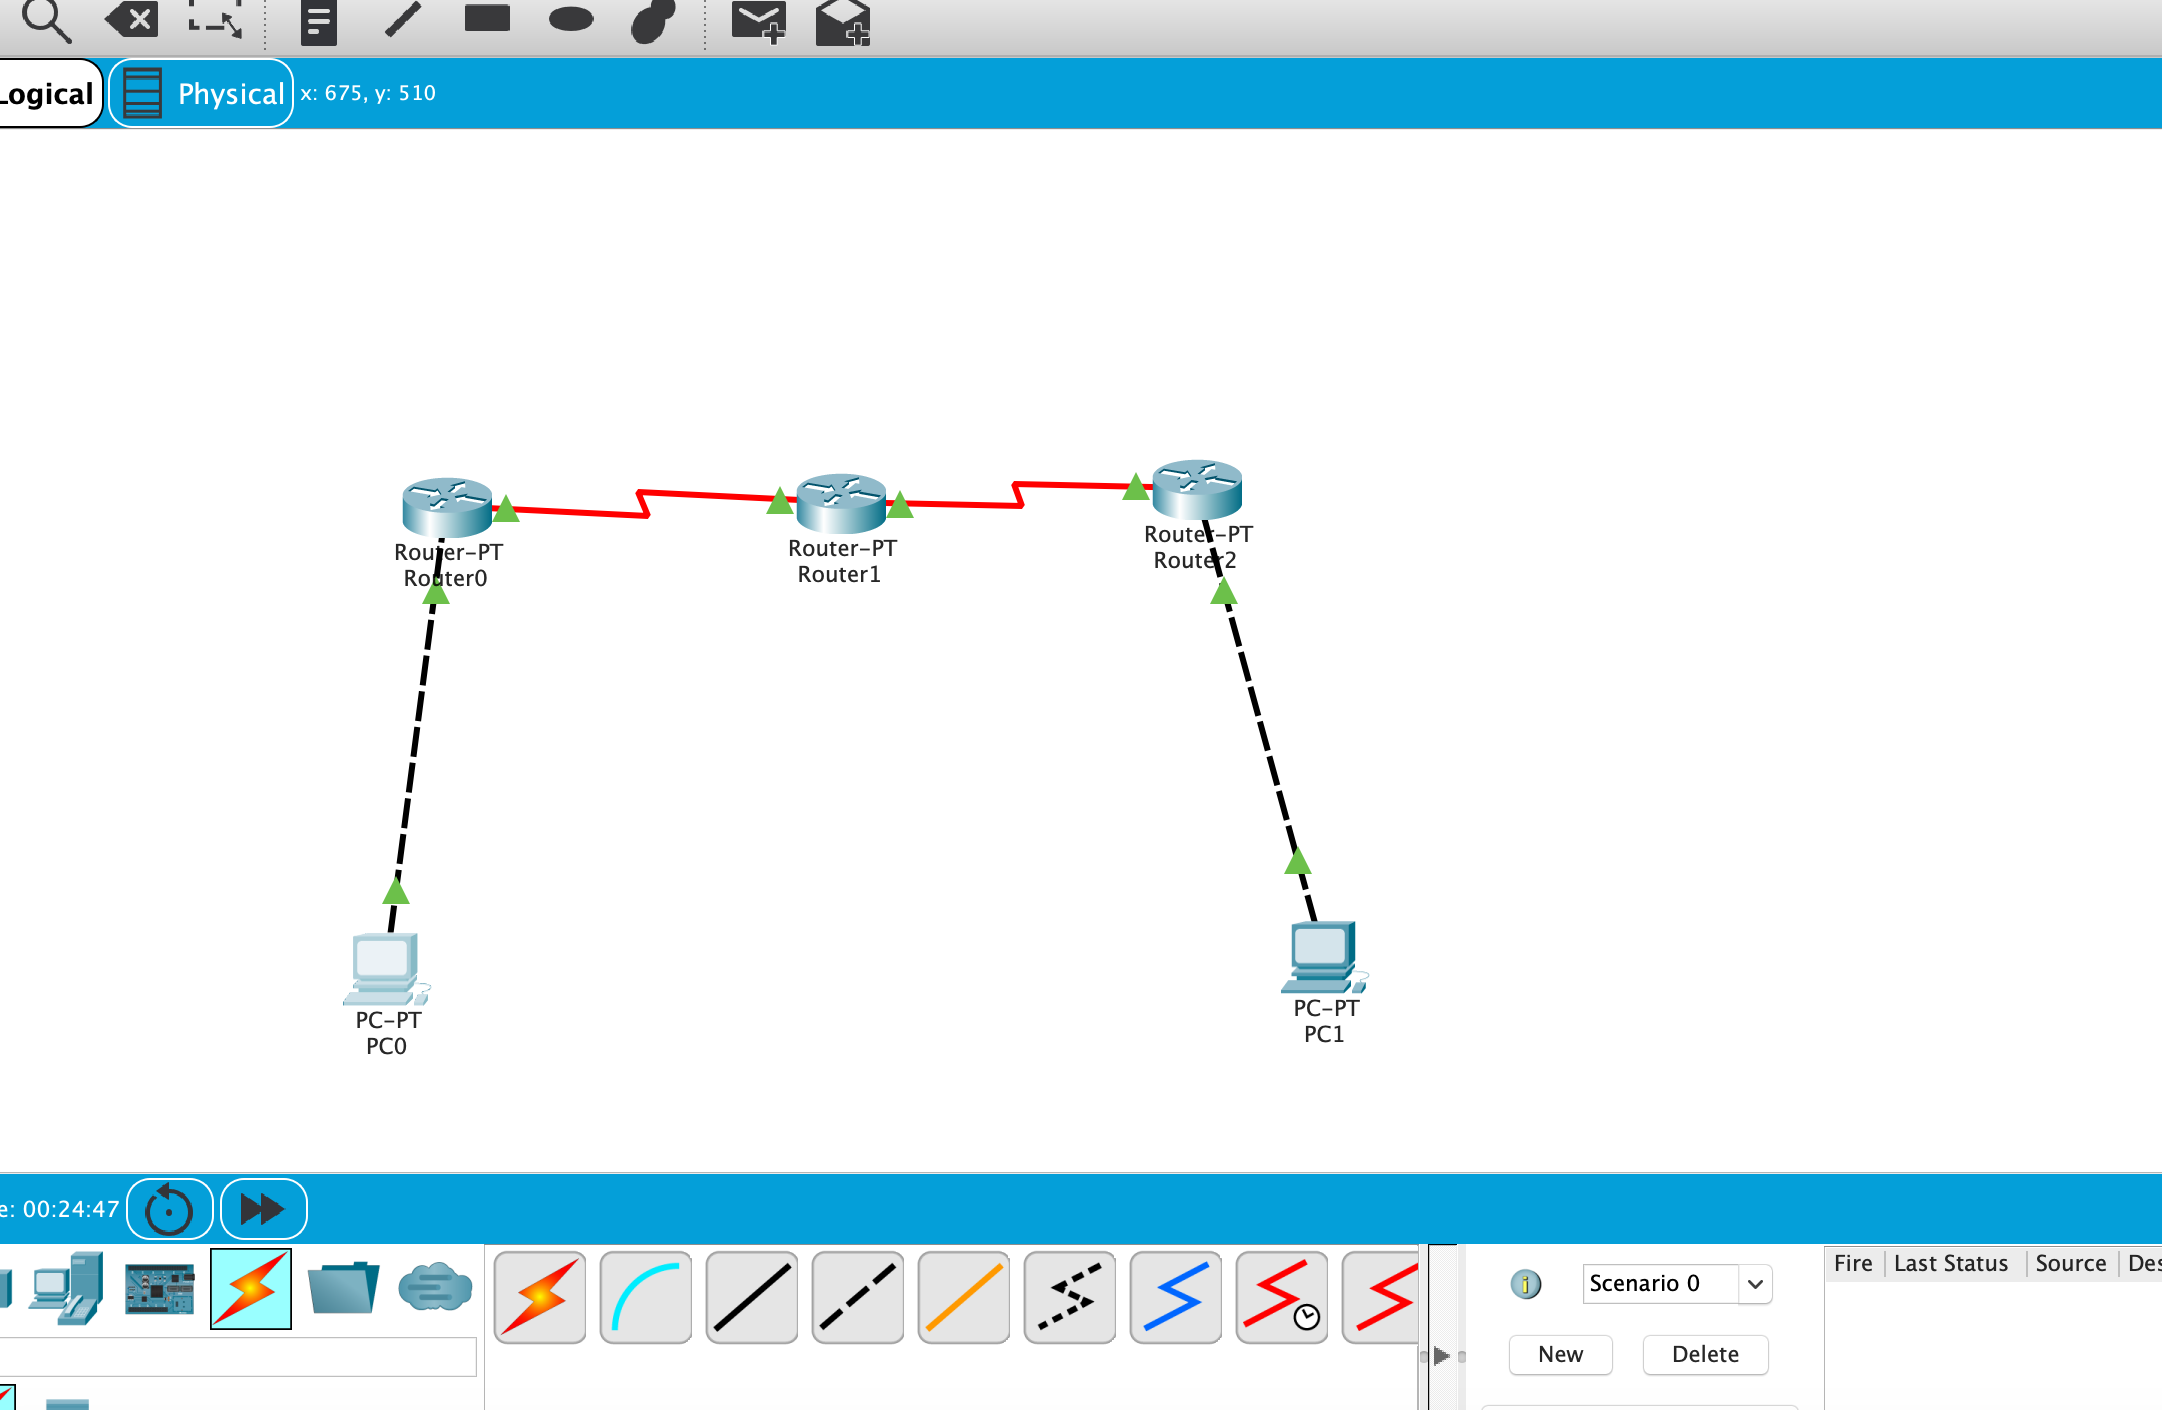 Logical
Physical
x: 675, y: 510
Router-PT
Router0
Router-PT
Router1
Router-PT
Router2
PC-PT
PC0
PC-PT
PC1
e: 00:24:47
Scenario 0
New
Delete
Fire
Last Status
Source
Des